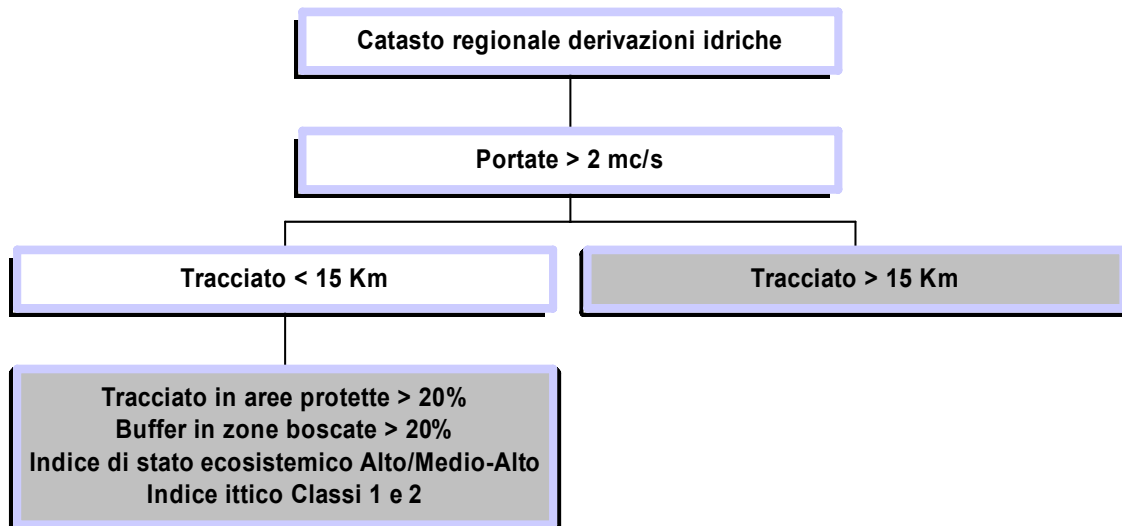 Catasto regionale derivazioni idriche
Portate > 2 mc/s
Tracciato < 15 Km
Tracciato > 15 Km
Tracciato in aree protette > 20%
Buffer in zone boscate > 20%
Indice di stato ecosistemico Alto/Medio-Alto
Indice ittico Classi 1 e 2